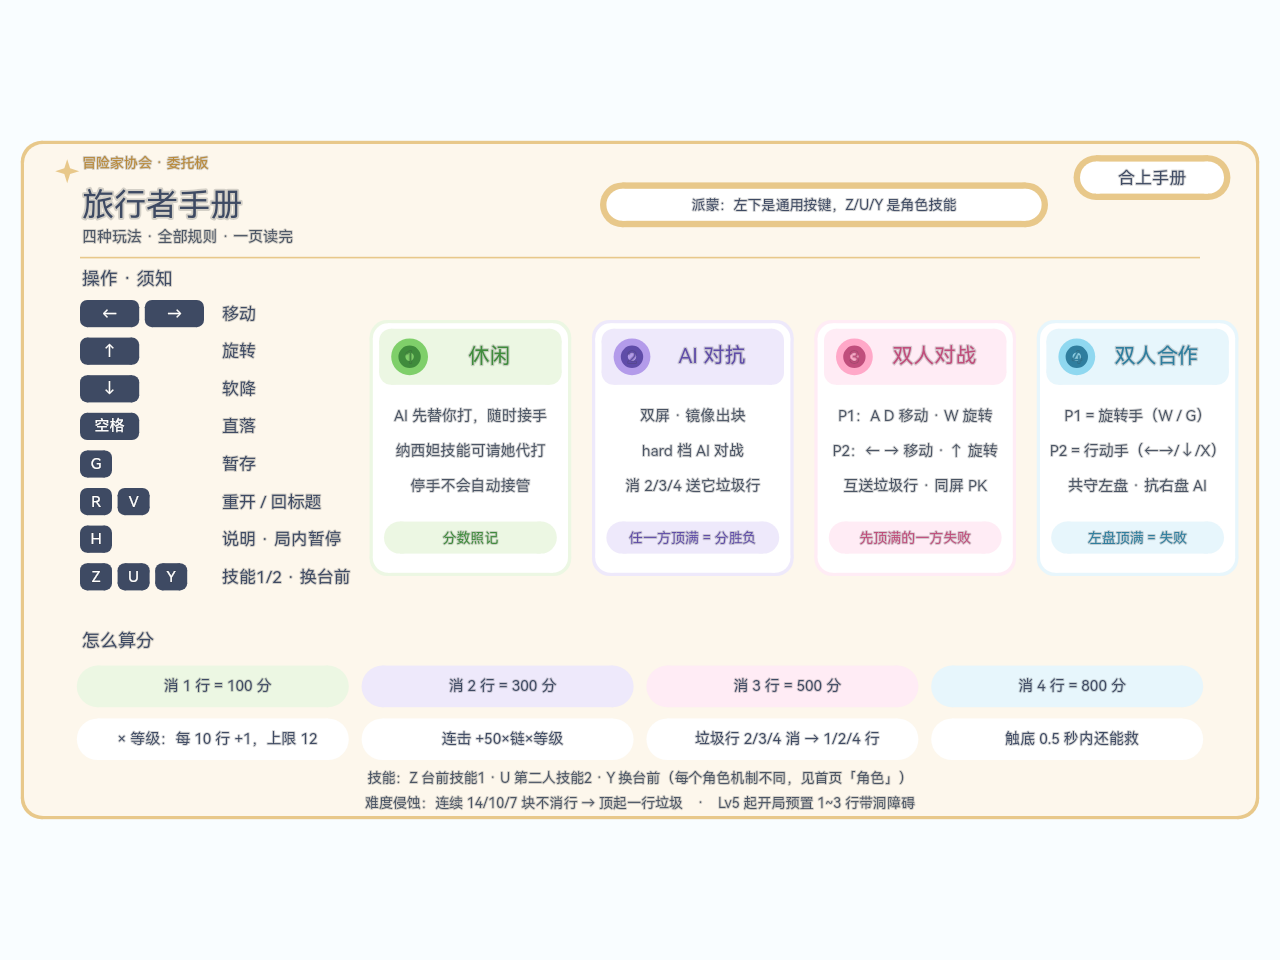 冒险家协会 · 委托板
旅行者手册
四种玩法 · 全部规则 · 一页读完
派蒙：左下是通用按键，Z/U/Y 是角色技能
合上手册
操作 · 须知
← → 移动
↑ 旋转
↓ 软降
空格 直落
G 暂存
R V 重开 / 回标题
H 说明 · 局内暂停
Z U Y 技能1/2 · 换台前
休闲
AI 先替你打，随时接手
纳西妲技能可请她代打
停手不会自动接管
分数照记
AI 对抗
双屏 · 镜像出块
hard 档 AI 对战
消 2/3/4 送它垃圾行
任一方顶满 = 分胜负
双人对战
P1：A D 移动 · W 旋转
P2：← → 移动 · ↑ 旋转
互送垃圾行 · 同屏 PK
先顶满的一方失败
双人合作
P1 = 旋转手（W / G）
P2 = 行动手（←→/↓/X）
共守左盘 · 抗右盘 AI
左盘顶满 = 失败
怎么算分
消 1 行 = 100 分
消 2 行 = 300 分
消 3 行 = 500 分
消 4 行 = 800 分
× 等级：每 10 行 +1，上限 12
连击 +50×链×等级
垃圾行 2/3/4 消 → 1/2/4 行
触底 0.5 秒内还能救
技能：Z 台前技能1 · U 第二人技能2 · Y 换台前（每个角色机制不同，见首页「角色」）
难度侵蚀：连续 14/10/7 块不消行 → 顶起一行垃圾 · Lv5 起开局预置 1~3 行带洞障碍